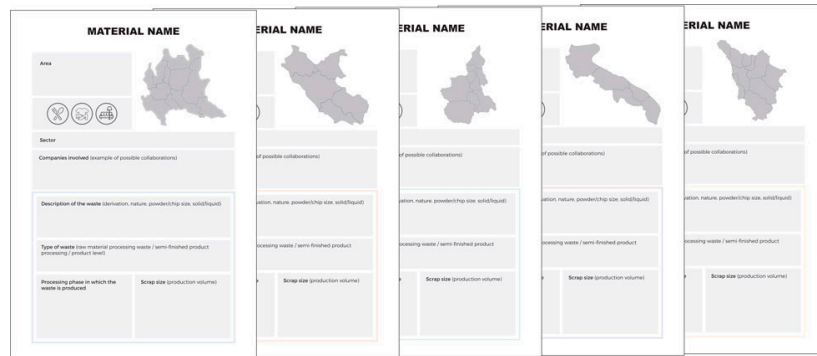 MATERIAL NAME
Area
Sector
Companies involved (example of possible collaborations)
Description of the waste (derivation, nature, powder/chip size, solid/liquid)
Type of waste (raw material processing waste / semi-finished product
processing / product level)
Processing phase in which the
waste is produced
Scrap size (production volume)
ERIAL NAME
of possible collaborations)
vation, nature, powder/chip size, solid/liquid)
ocessing waste / semi-finished product
Scrap size (production volume)
ERIAL NAME
of possible collaborations)
vation, nature, powder/chip size, solid/liquid)
ocessing waste / semi-finished product
Scrap size (production volume)
ERIAL NAME
of possible collaborations)
vation, nature, powder/chip size, solid/liquid)
ocessing waste / semi-finished product
Scrap size (production volume)
ERIAL NAME
of possible collaborations)
vation, nature, powder/chip size, solid/liquid)
ocessing waste / semi-finished product
Scrap size (production volume)